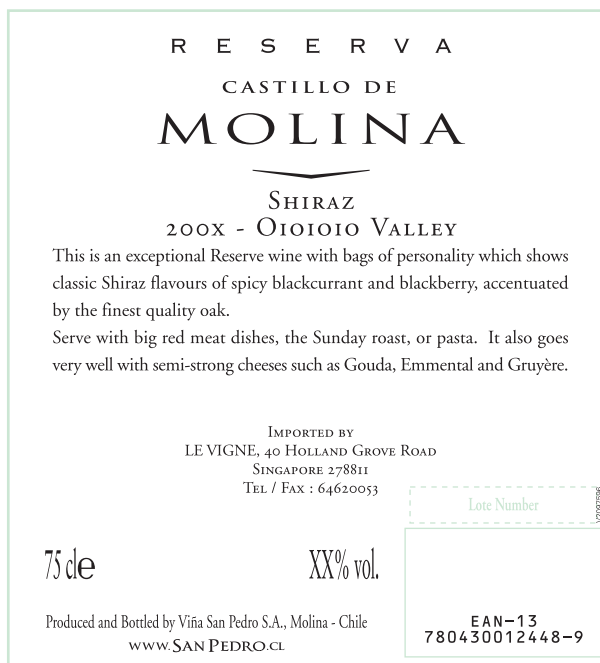 RESERVA
CASTILLO DE
MOLINA
SHIRAZ
200X - OIOIOIO VALLEY
This is an exceptional Reserve wine with bags of personality which shows
classic Shiraz flavours of spicy blackcurrant and blackberry, accentuated
by the finest quality oak.
Serve with big red meat dishes, the Sunday roast, or pasta. It also goes
very well with semi-strong cheeses such as Gouda, Emmental and Gruyère.
IMPORTED BY
LE VIGNE, 40 HOLLAND GROVE ROAD
SINGAPORE 278811
TEL / FAX : 64620053
Lote Number
75 cle
XX% vol.
Produced and Bottled by Viña San Pedro S.A., Molina - Chile
WWW.SANPEDRO.CL
EAN-13
780430012448-9